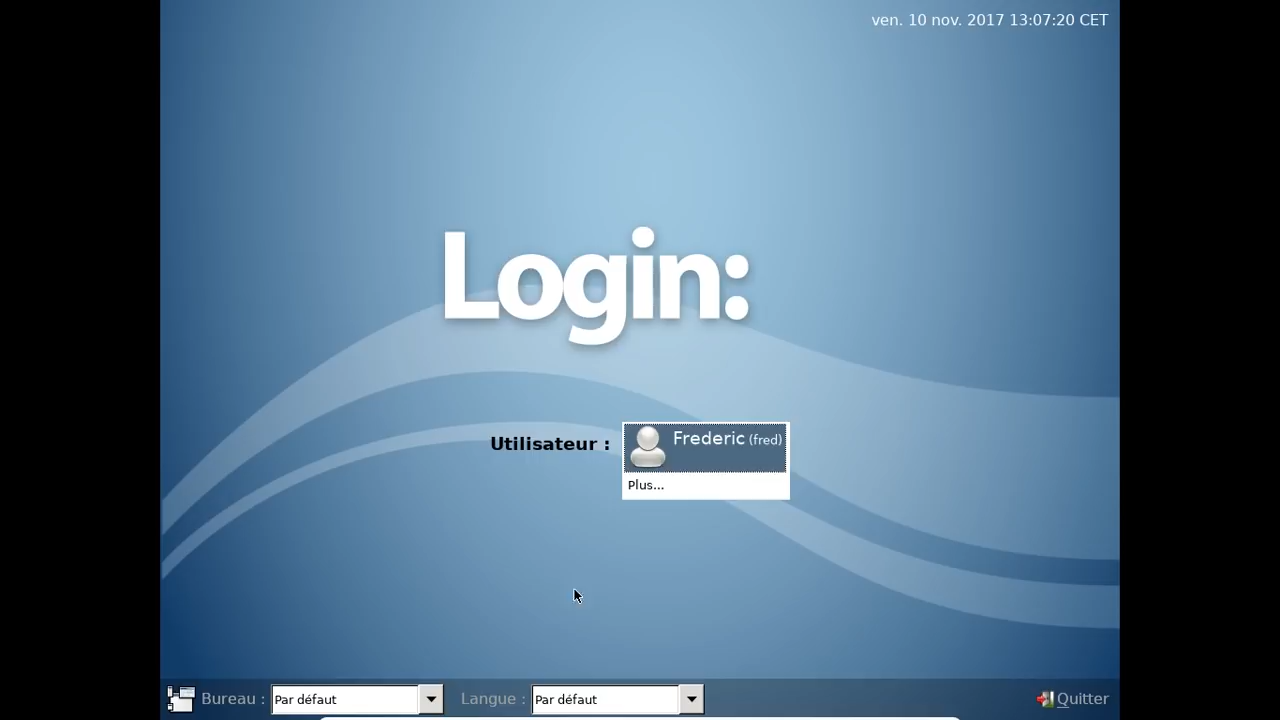 ven. 10 nov. 2017 13:07:20 CET
Login:
Utilisateur :
Frederic (fred)
Plus...
Bureau : Par défaut Langue : Par défaut Quitter